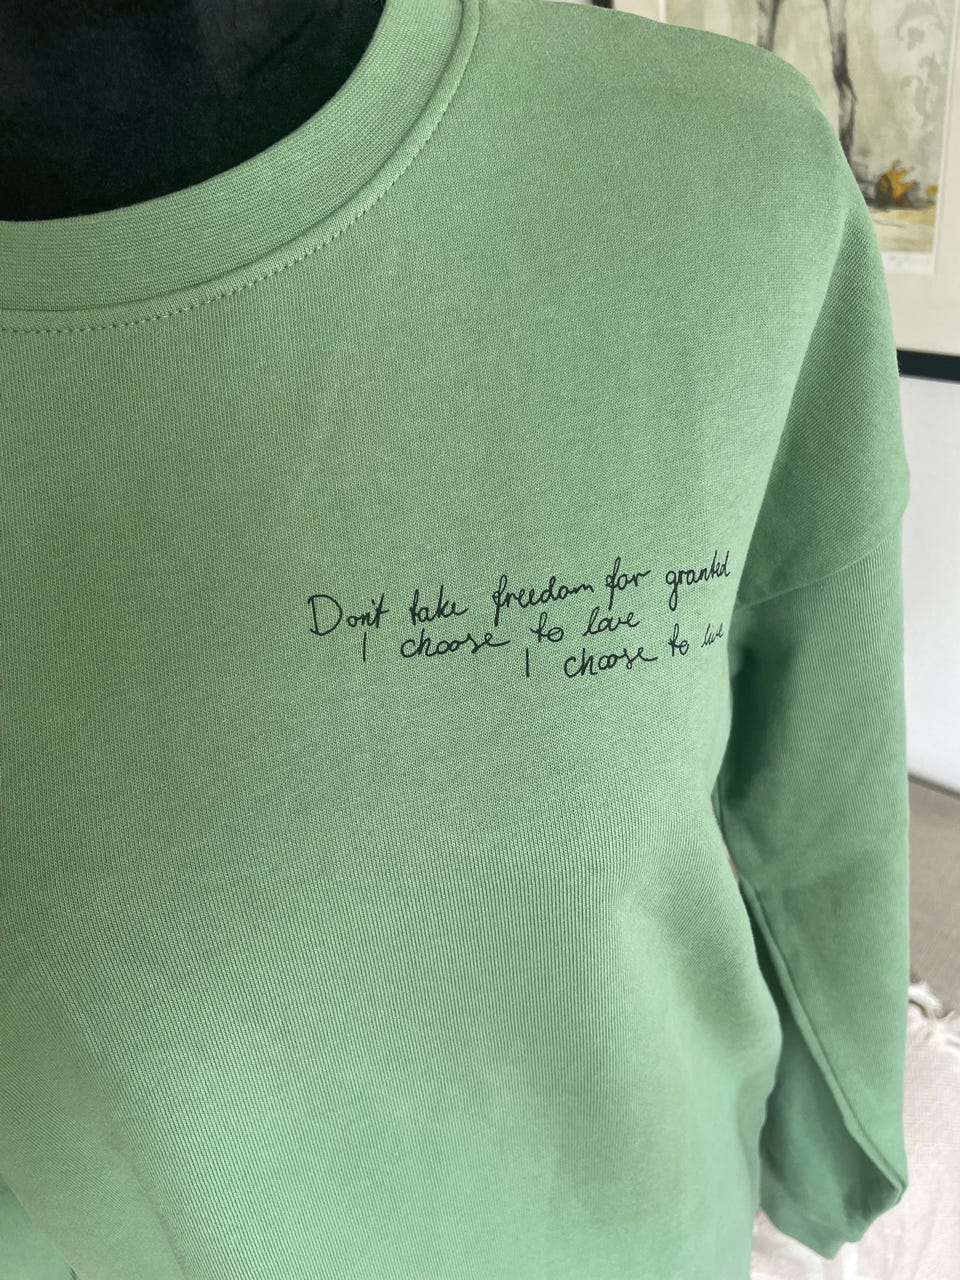 Don't take freedom for granted
I choose to love
I choose to live